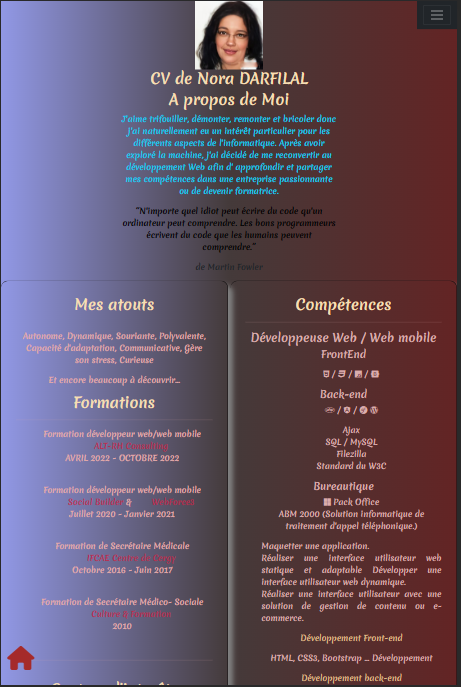 CV de Nora DARFILAL
A propos de Moi
J'aime trifouiller, démonter, remonter et bricoler donc
j'ai naturellement eu un intérêt particulier pour les
différents aspects de l'informatique. Après avoir
exploré la machine, j'ai décidé de me reconvertir au
développement Web afin d' approfondir et partager
mes compétences dans une entreprise passionnante
ou de devenir formatrice.
"N'importe quel idiot peut écrire du code qu'un
ordinateur peut comprendre. Les bons programmeurs
écrivent du code que les humains peuvent
comprendre."
de Martin Fowler
Mes atouts
Autonome, Dynamique, Souriante, Polyvalente,
Capacité d'adaptation, Communicative, Gère
son stress, Curieuse
Et encore beaucoup à découvrir...
Formations
Formation développeur web/web mobile
AVRIL 2022 - OCTOBRE 2022
Formation développeur web/web mobile
Social Builder &
Juillet 2020 - Janvier 2021
Formation de Secrétaire Médicale
Octobre 2016 - Juin 2017
Formation de Secrétaire Médico- Sociale
2010
Compétences
Développeuse Web / Web mobile
FrontEnd
/ / /
Back-end
/ /
Ajax
SQL / MySQL
Filezilla
Standard du W3C
Bureautique
Pack Office
ABM 2000 (Solution informatique de
traitement d'appel téléphonique.)
Maquetter une application.
Réaliser une interface utilisateur web
statique et adaptable Développer une
interface utilisateur web dynamique.
Réaliser une interface utilisateur avec une
solution de gestion de contenu ou e-
commerce.
Développement Front-end
HTML, CSS3, Bootstrap ... Développement
Développement back-end